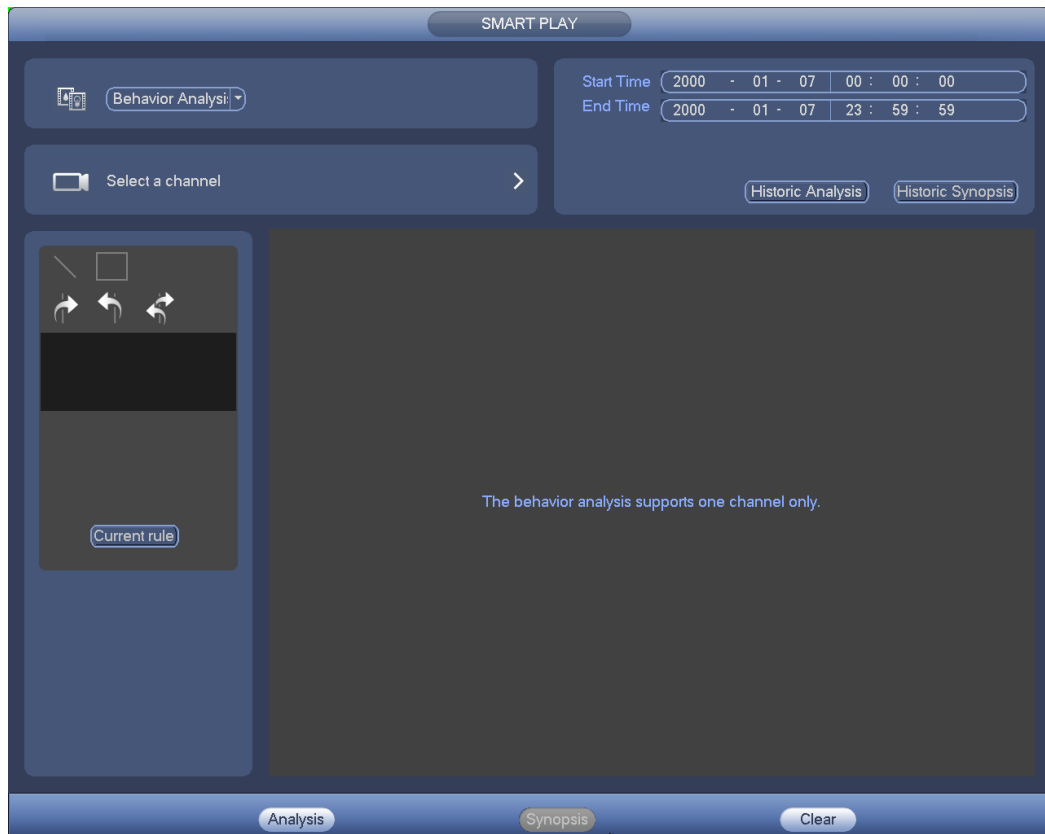 SMART PLAY
Behavior Analysi
Select a channel
Start Time 2000 - 01 - 07 00 : 00 : 00
End Time 2000 - 01 - 07 23 : 59 : 59
Historic Analysis Historic Synopsis
The behavior analysis supports one channel only.
Current rule
Analysis Synopsis Clear